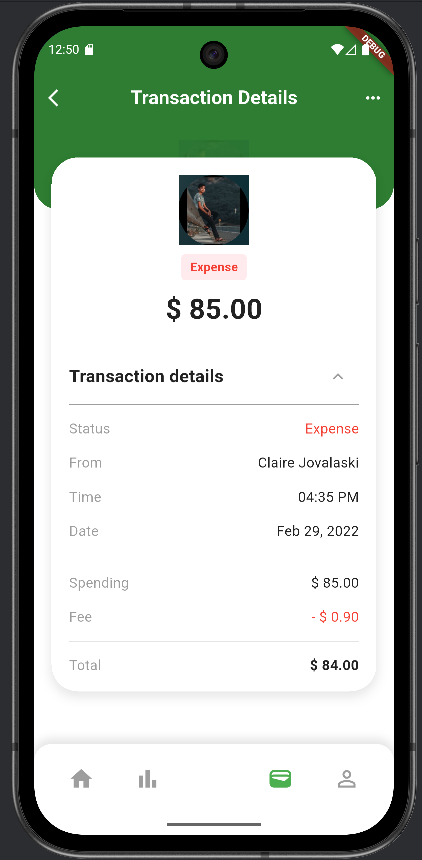 12:50
DEBUG
Transaction Details
Expense
$ 85.00
Transaction details
Status Expense
From Claire Jovalaski
Time 04:35 PM
Date Feb 29, 2022
Spending $ 85.00
Fee - $ 0.90
Total $ 84.00